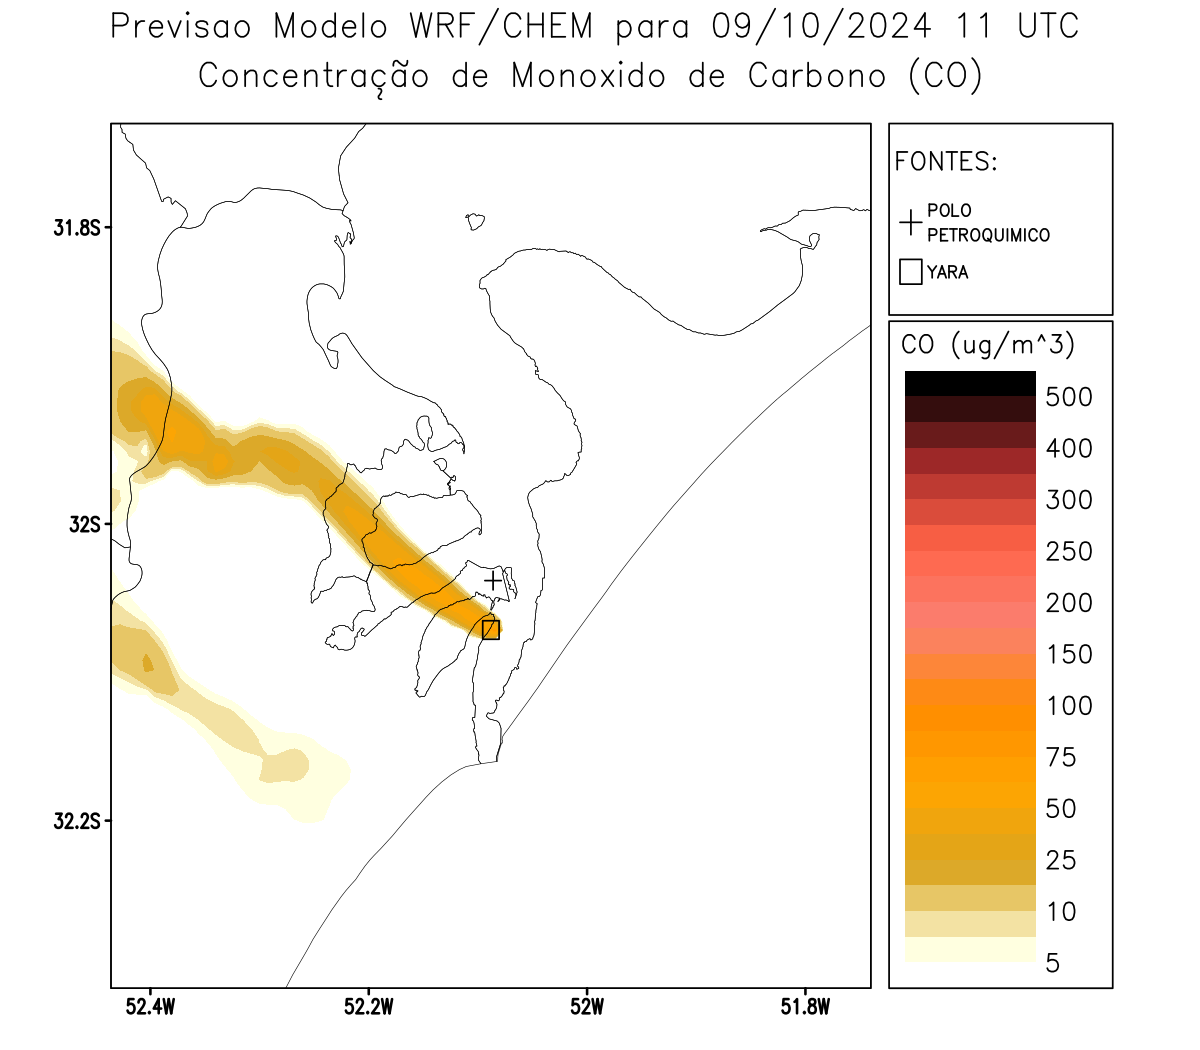 Previsao Modelo WRF/CHEM para 09/10/2024 11 UTC
Concentração de Monoxido de Carbono (CO)
FONTES:
POLO
PETROQUIMICO
YARA
CO (ug/m^3)
500
400
300
250
200
150
100
75
50
25
10
5
31.8S
32S
32.2S
52.4W
52.2W
52W
51.8W